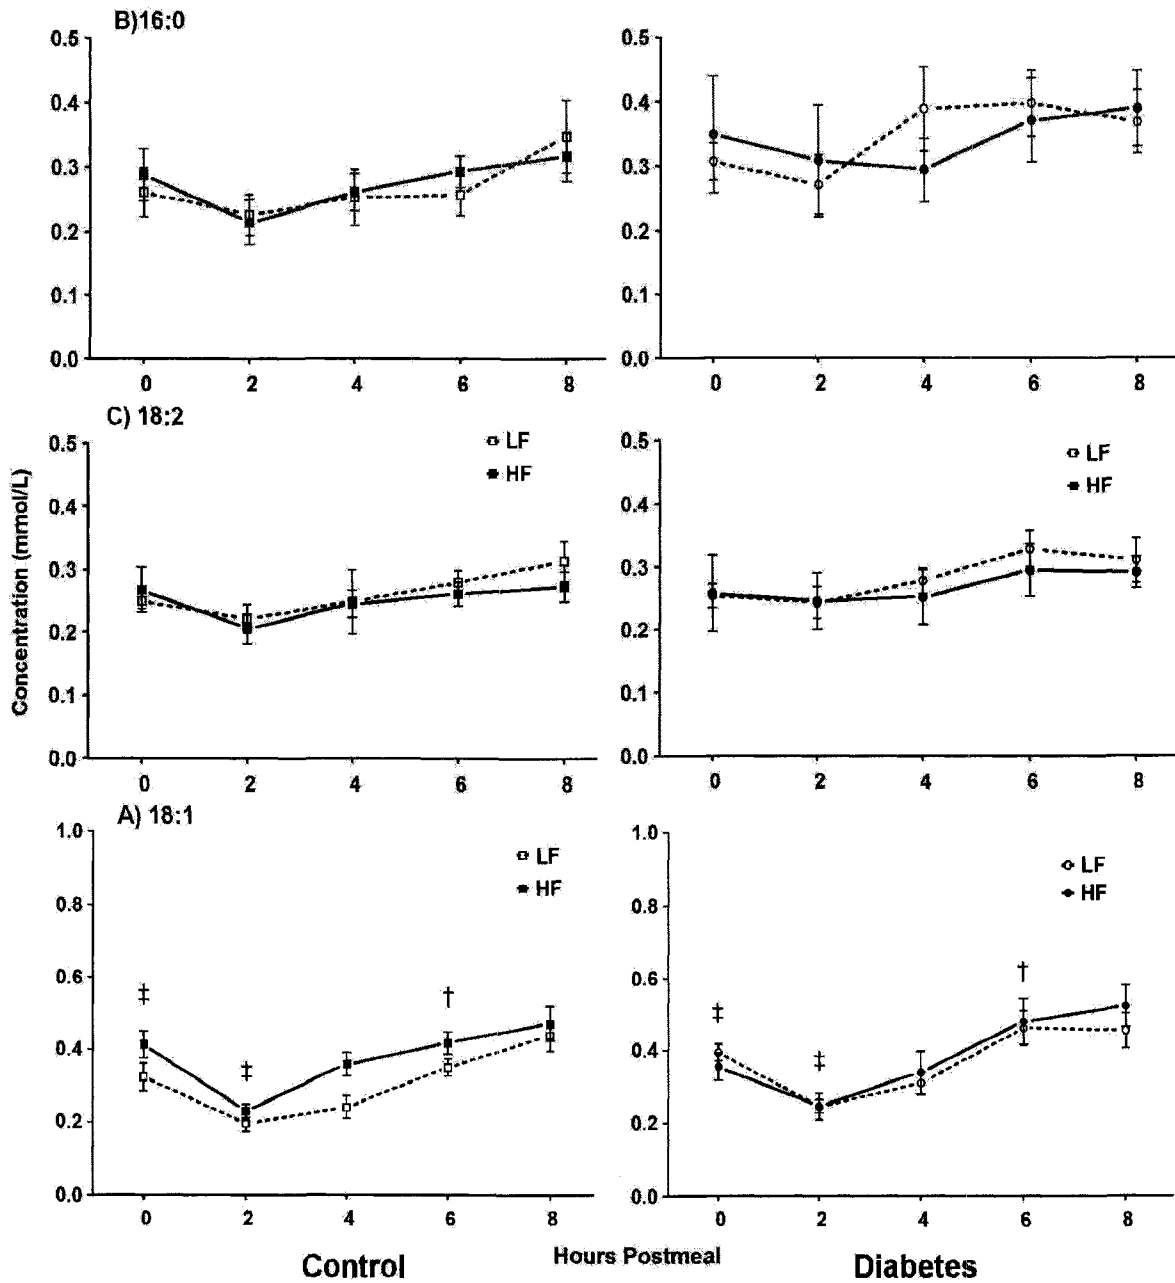 B)16:0
0.5 0.5
0.4 0.4
0.3 0.3
0.2 0.2
0.1 0.1
0.0 0.0
0 2 4 6 8 0 2 4 6 8
C) 18:2
0.5 0.5
LF LF
HF HF
0.4 0.4
0.3 0.3
0.2 0.2
0.1 0.1
0.0 0.0
0 2 4 6 8 0 2 4 6 8
Concentration (mmol/L)
A) 18:1
1.0 1.0
LF LF
HF HF
0.8 0.8
0.6 0.6
‡ † ‡ †
0.4 0.4
‡ ‡
0.2 0.2
0.0 0.0
0 2 4 6 8 0 2 4 6 8
Control Hours Postmeal Diabetes